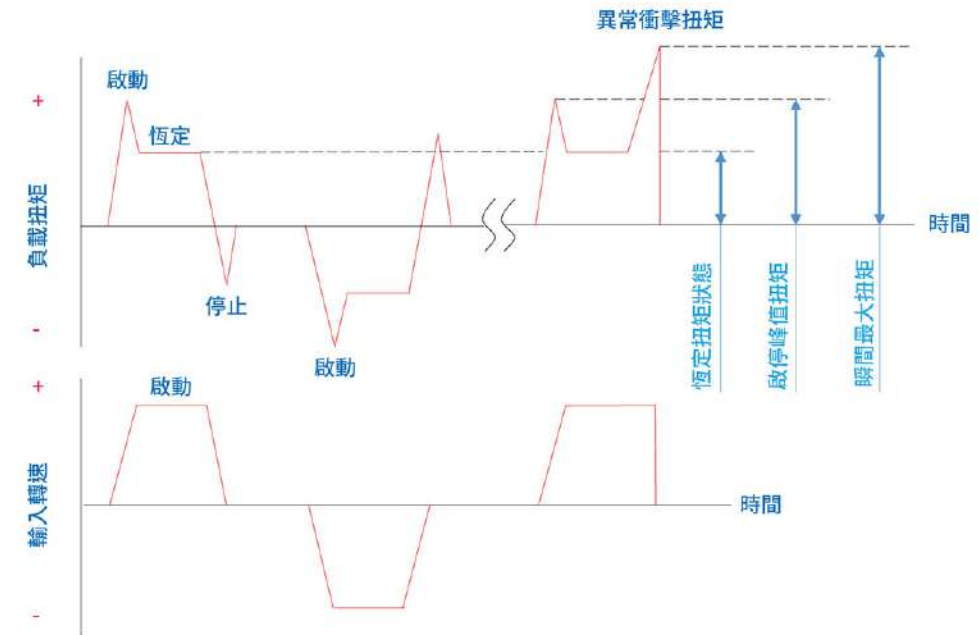 異常衝擊扭矩
啟動
+
恆定
負載扭矩
時間
停止
-
啟動
恆定扭矩狀態
啟停峰值扭矩
瞬間最大扭矩
+
啟動
輸入轉速
時間
-